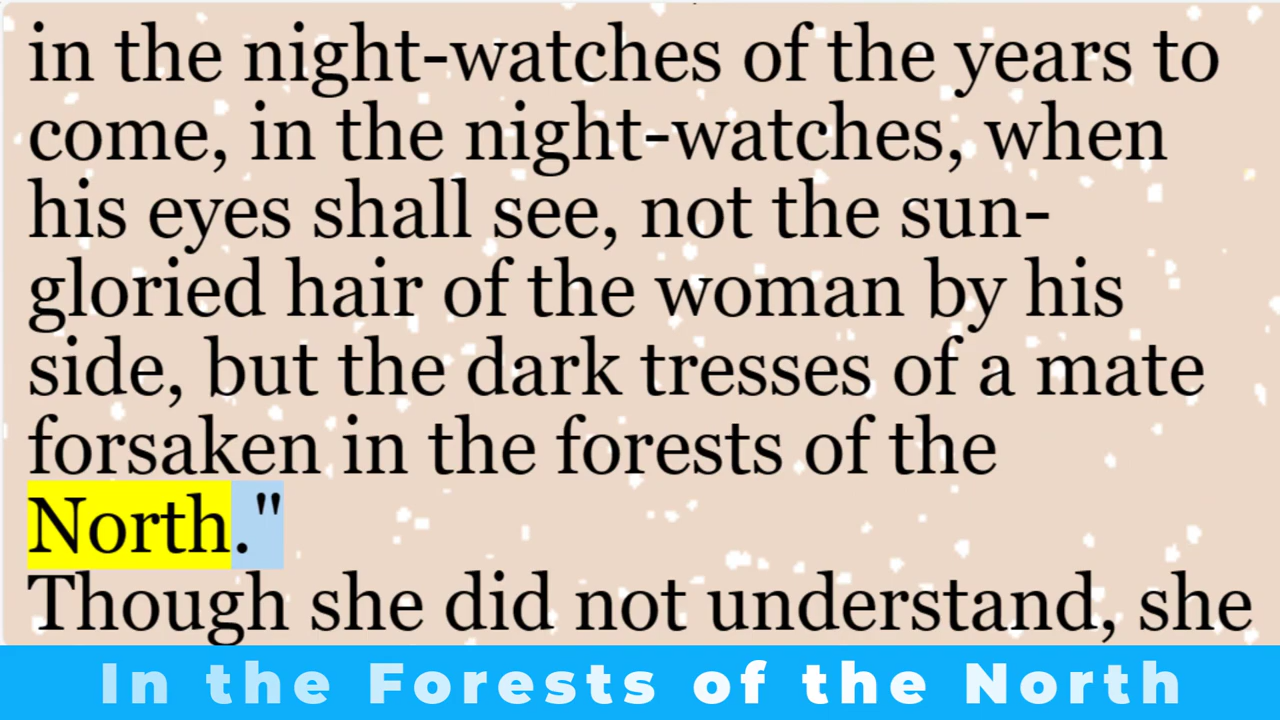 in the night-watches of the years to
come, in the night-watches, when
his eyes shall see, not the sun-
gloried hair of the woman by his
side, but the dark tresses of a mate
forsaken in the forests of the
North."
Though she did not understand, she
In the Forests of the North